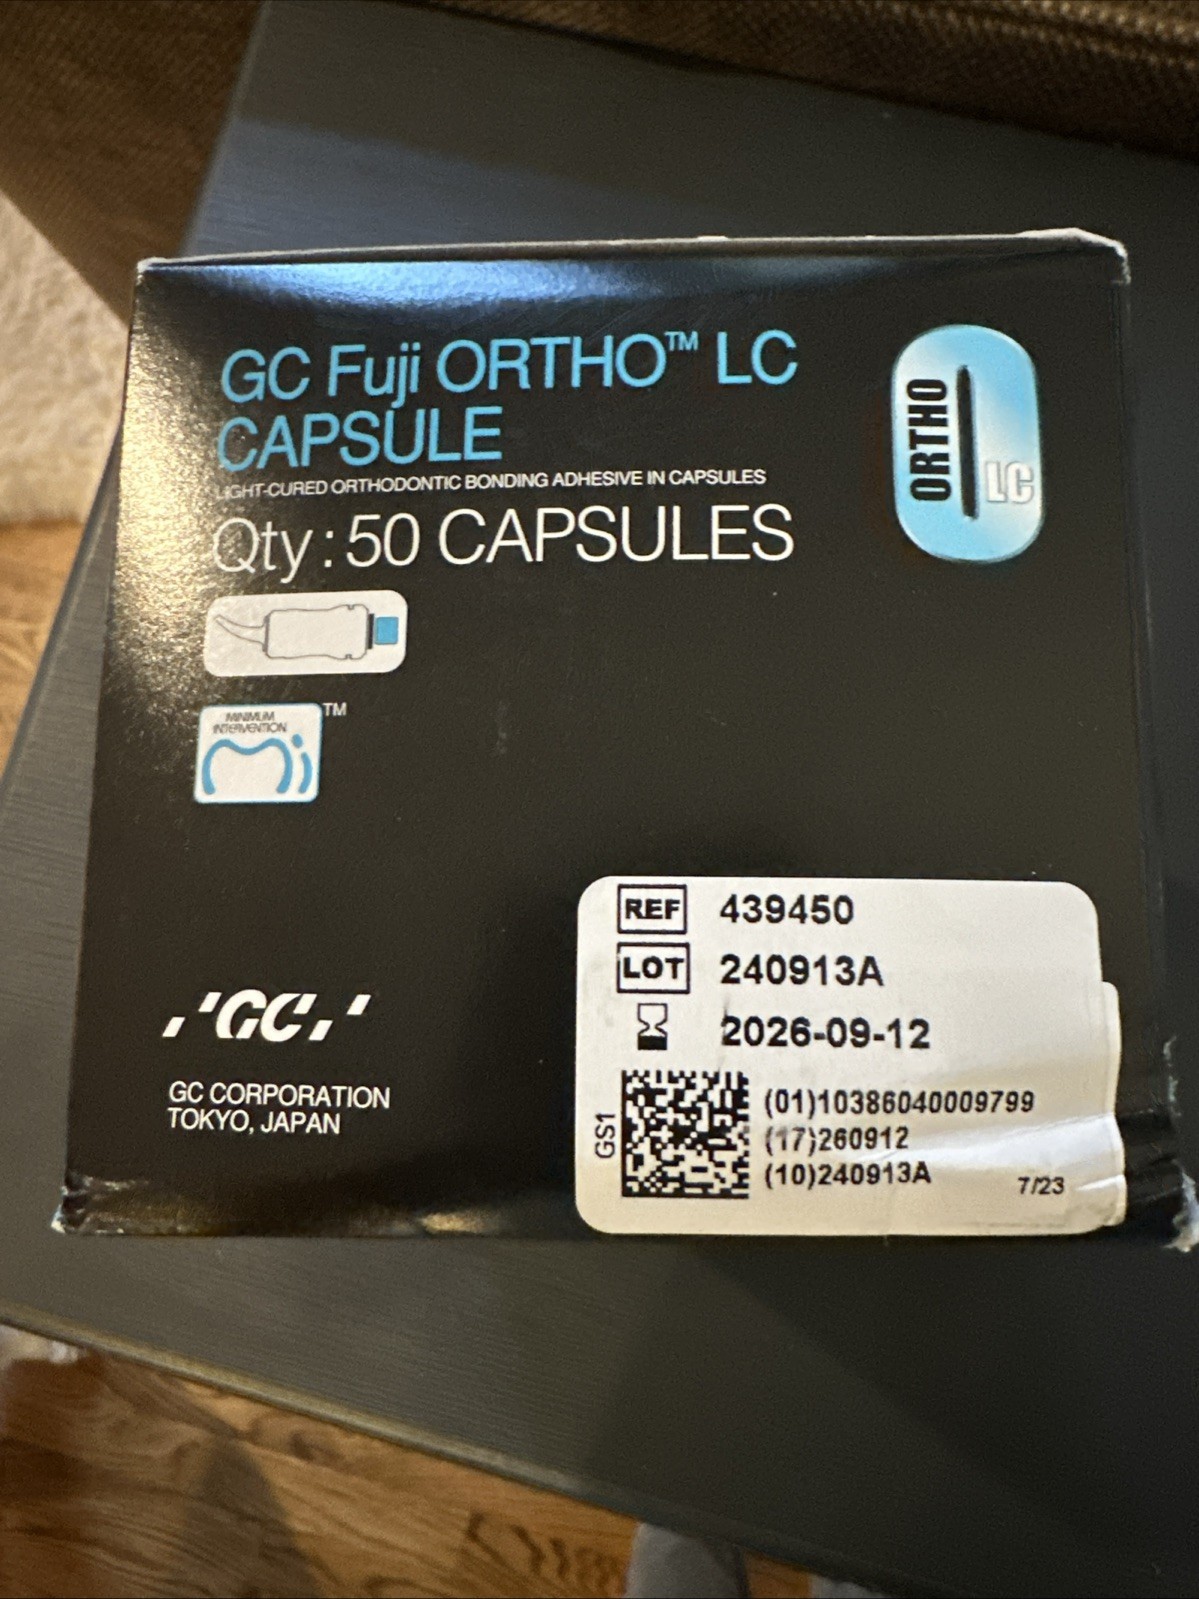 GC Fuji ORTHO™ LC
CAPSULE
LIGHT-CURED ORTHODONTIC BONDING ADHESIVE IN CAPSULES
Qty : 50 CAPSULES
ORTHO
LC
MINIMUM
INTERVENTION
TM
Mi
'GC'
GC CORPORATION
TOKYO, JAPAN
REF 439450
LOT 240913A
2026-09-12
GS1
(01)10386040009799
(17)260912
(10)240913A
7/23